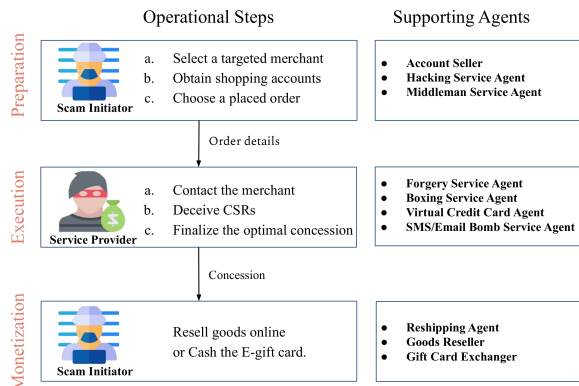 Operational Steps
Supporting Agents
Preparation
a. Select a targeted merchant
b. Obtain shopping accounts
c. Choose a placed order
Scam Initiator
● Account Seller
● Hacking Service Agent
● Middleman Service Agent
Order details
Execution
a. Contact the merchant
b. Deceive CSRs
c. Finalize the optimal concession
Service Provider
● Forgery Service Agent
● Boxing Service Agent
● Virtual Credit Card Agent
● SMS/Email Bomb Service Agent
Concession
Monetization
Resell goods online
or Cash the E-gift card.
Scam Initiator
● Reshipping Agent
● Goods Reseller
● Gift Card Exchanger